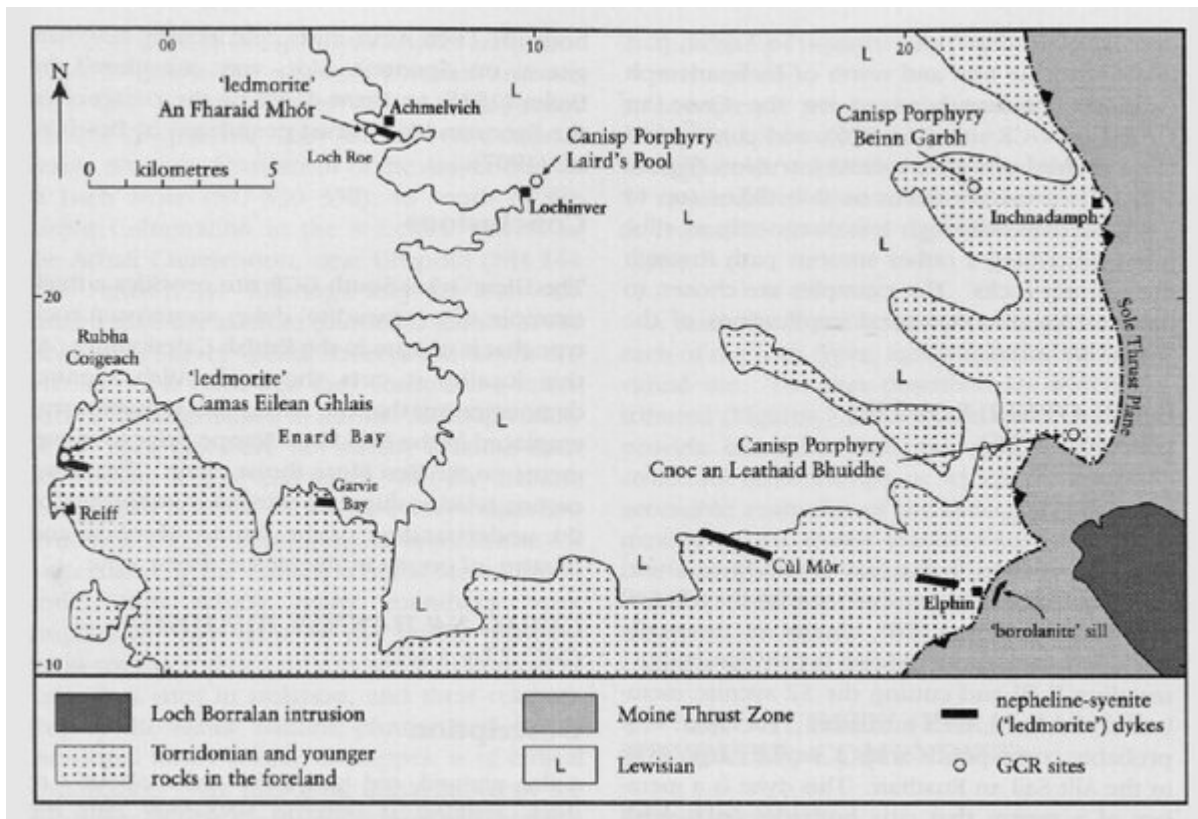 00
10
20
N
'ledmorite'
An Fharaid Mhór
Achmelvich
Loch Roe
0 kilometres 5
L
Canisp Porphyry
Laird's Pool
Lochinver
L
L
Canisp Porphyry
Beinn Garbh
Inchnadamph
L
20
Sole Thrust Plane
Rubha
Coigeach
'ledmorite'
Camas Eilean Ghlais
Enard Bay
L
L
Canisp Porphyry
Cnoc an Leathaid Bhuidhe
Garvie
Bay
Reiff
L
Cùl Mòr
L
Elphin
'borolanite' sill
10
Loch Borralan intrusion
Moine Thrust Zone
nepheline-syenite
('ledmorite') dykes
Torridonian and younger
rocks in the foreland
L
Lewisian
GCR sites